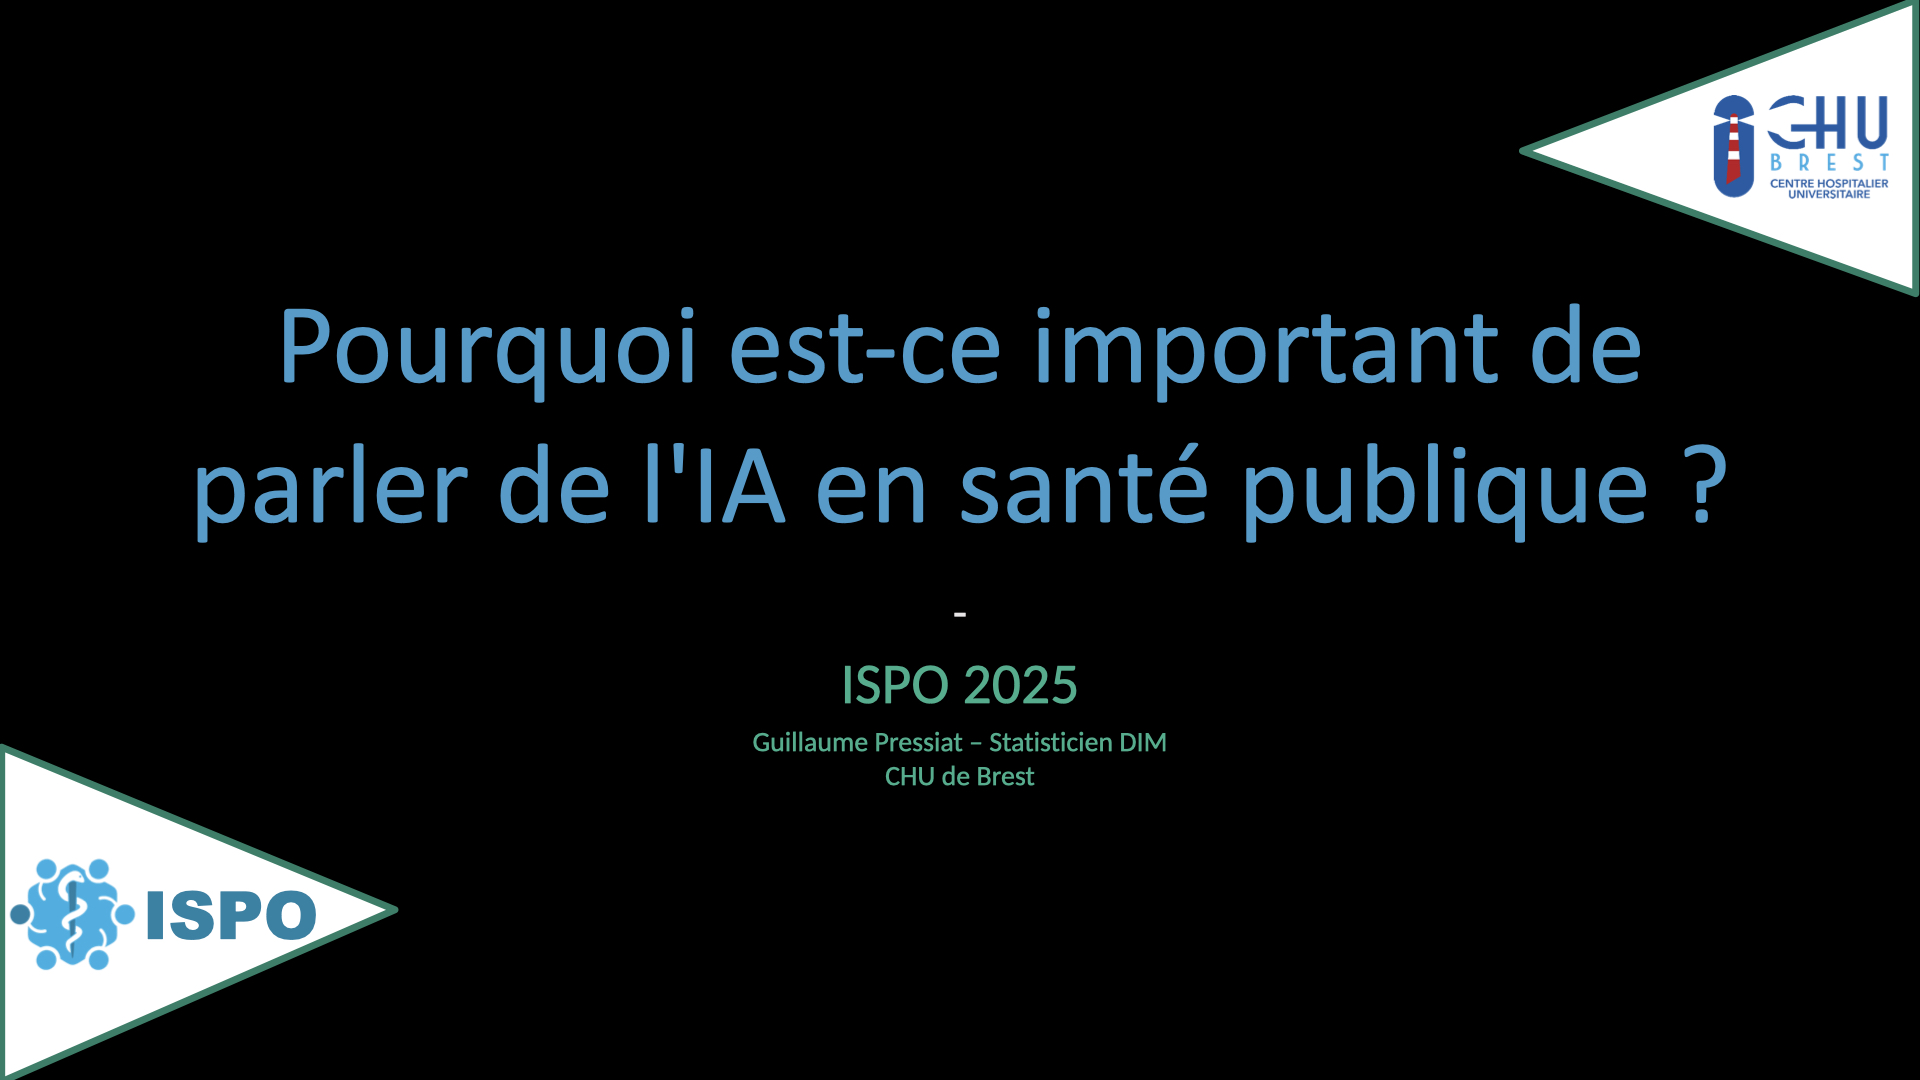 CHU
BREST
CENTRE HOSPITALIER
UNIVERSITAIRE
Pourquoi est-ce important de
parler de l'IA en santé publique ?
-
ISPO 2025
Guillaume Pressiat – Statisticien DIM
CHU de Brest
ISPO